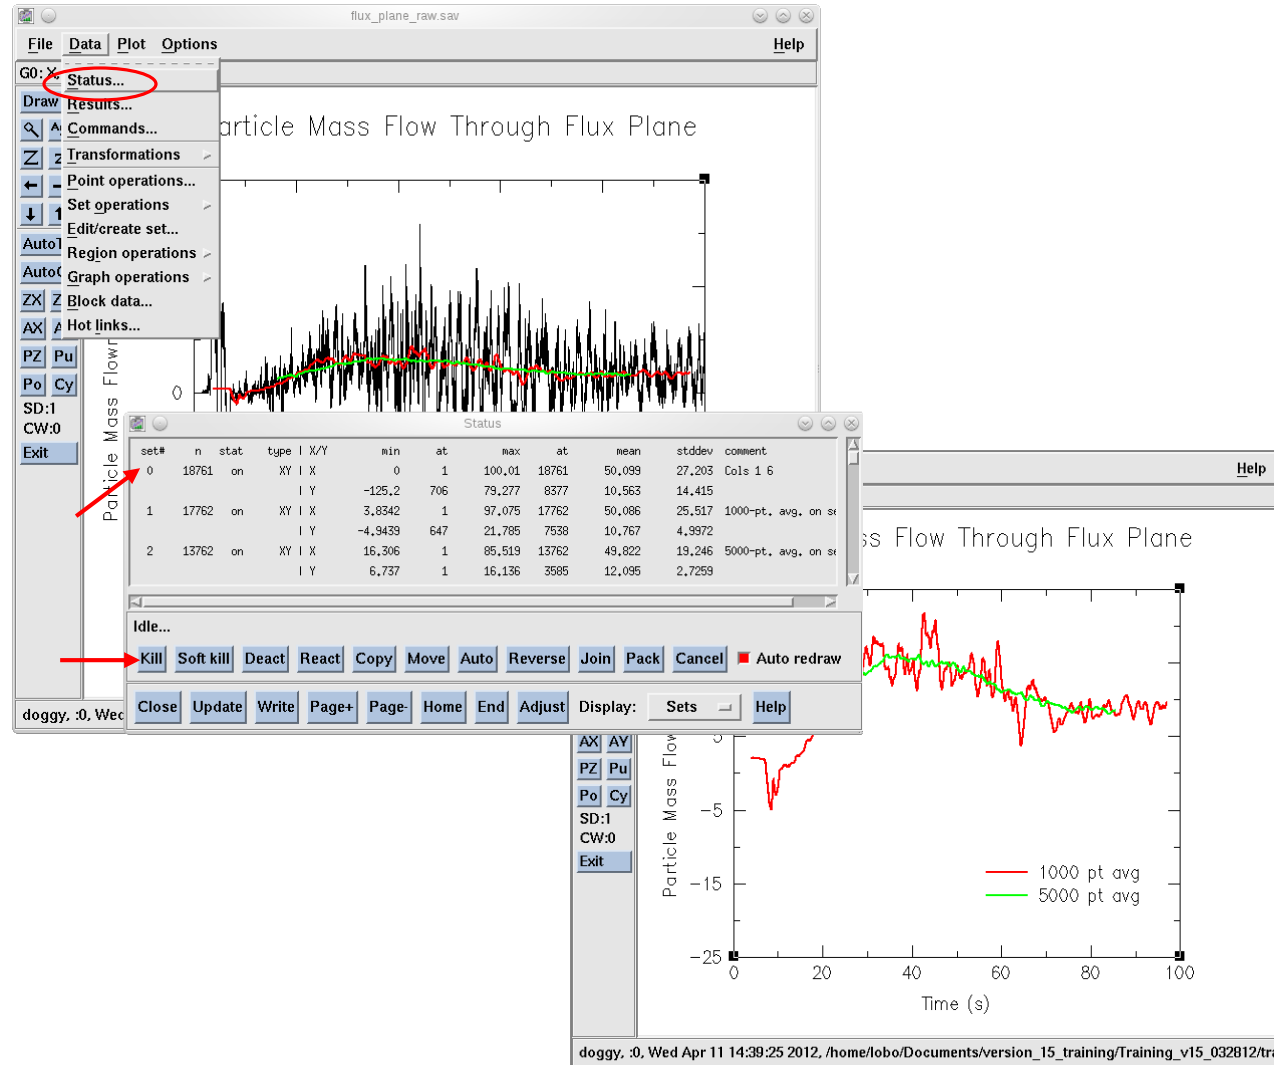 flux_plane_raw.sav
File Data Plot Options Help
G0: X,
Status...
Draw
Results...
Commands...
Transformations
Point operations...
Set operations
Edit/create set...
Region operations
Graph operations
Block data...
Hot links...
Z
ZX
AX
PZ Pu
Po Cy
SD:1
CW:0
Exit
article Mass Flow Through Flux Plane
0
Particle Mass Flow
doggy, :0, Wed
Status
set# n stat type | X/Y min at max at mean stddev comment
0 18761 on XY | X 0 1 100.01 18761 50.099 27.203 Cols 1 6
| Y -125.2 706 79.277 8377 10.563 14.415
1 17762 on XY | X 3.8342 1 97.075 17762 50.086 25.517 1000-pt. avg. on se
| Y -4.9439 647 21.785 7538 10.767 4.9972
2 13762 on XY | X 16.306 1 85.519 13762 49.822 19.246 5000-pt. avg. on se
| Y 6.737 1 16.136 3585 12.095 2.7259
Idle...
Kill Soft kill Deact React Copy Move Auto Reverse Join Pack Cancel Auto redraw
Close Update Write Page+ Page- Home End Adjust Display: Sets Help
Help
ss Flow Through Flux Plane
AX AY
PZ Pu
Po Cy
SD:1
CW:0
Exit
Particle Mass Flow
5
-5
-15
-25
1000 pt avg
5000 pt avg
0 20 40 60 80 100
Time (s)
doggy, :0, Wed Apr 11 14:39:25 2012, /home/lobo/Documents/version_15_training/Training_v15_032812/tra